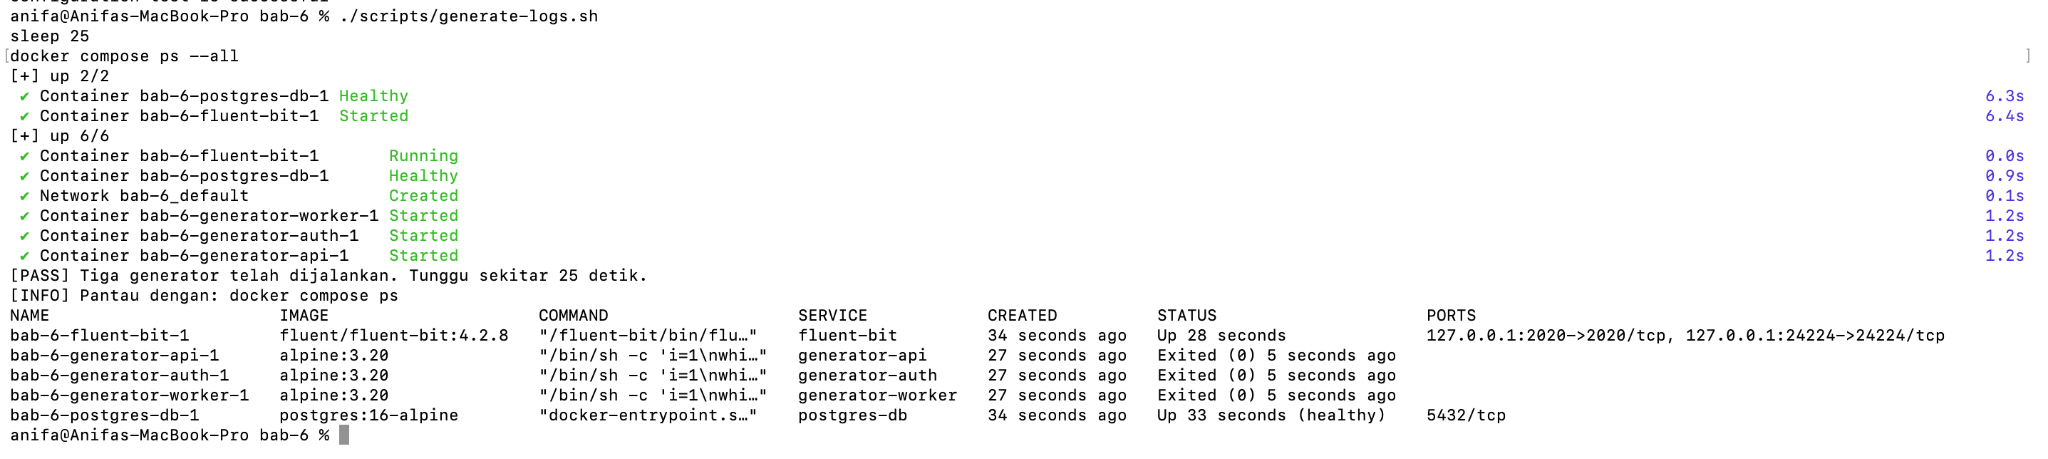 configuration test is successful
anifa@Anifas-MacBook-Pro bab-6 % ./scripts/generate-logs.sh
sleep 25
[docker compose ps --all ]
[+] up 2/2
✔ Container bab-6-postgres-db-1 Healthy 6.3s
✔ Container bab-6-fluent-bit-1 Started 6.4s
[+] up 6/6
✔ Container bab-6-fluent-bit-1 Running 0.0s
✔ Container bab-6-postgres-db-1 Healthy 0.9s
✔ Network bab-6_default Created 0.1s
✔ Container bab-6-generator-worker-1 Started 1.2s
✔ Container bab-6-generator-auth-1 Started 1.2s
✔ Container bab-6-generator-api-1 Started 1.2s
[PASS] Tiga generator telah dijalankan. Tunggu sekitar 25 detik.
[INFO] Pantau dengan: docker compose ps
NAME IMAGE COMMAND SERVICE CREATED STATUS PORTS
bab-6-fluent-bit-1 fluent/fluent-bit:4.2.8 "/fluent-bit/bin/flu…" fluent-bit 34 seconds ago Up 28 seconds 127.0.0.1:2020->2020/tcp, 127.0.0.1:24224->24224/tcp
bab-6-generator-api-1 alpine:3.20 "/bin/sh -c 'i=1\nwhi…" generator-api 27 seconds ago Exited (0) 5 seconds ago
bab-6-generator-auth-1 alpine:3.20 "/bin/sh -c 'i=1\nwhi…" generator-auth 27 seconds ago Exited (0) 5 seconds ago
bab-6-generator-worker-1 alpine:3.20 "/bin/sh -c 'i=1\nwhi…" generator-worker 27 seconds ago Exited (0) 5 seconds ago
bab-6-postgres-db-1 postgres:16-alpine "docker-entrypoint.s…" postgres-db 34 seconds ago Up 33 seconds (healthy) 5432/tcp
anifa@Anifas-MacBook-Pro bab-6 %